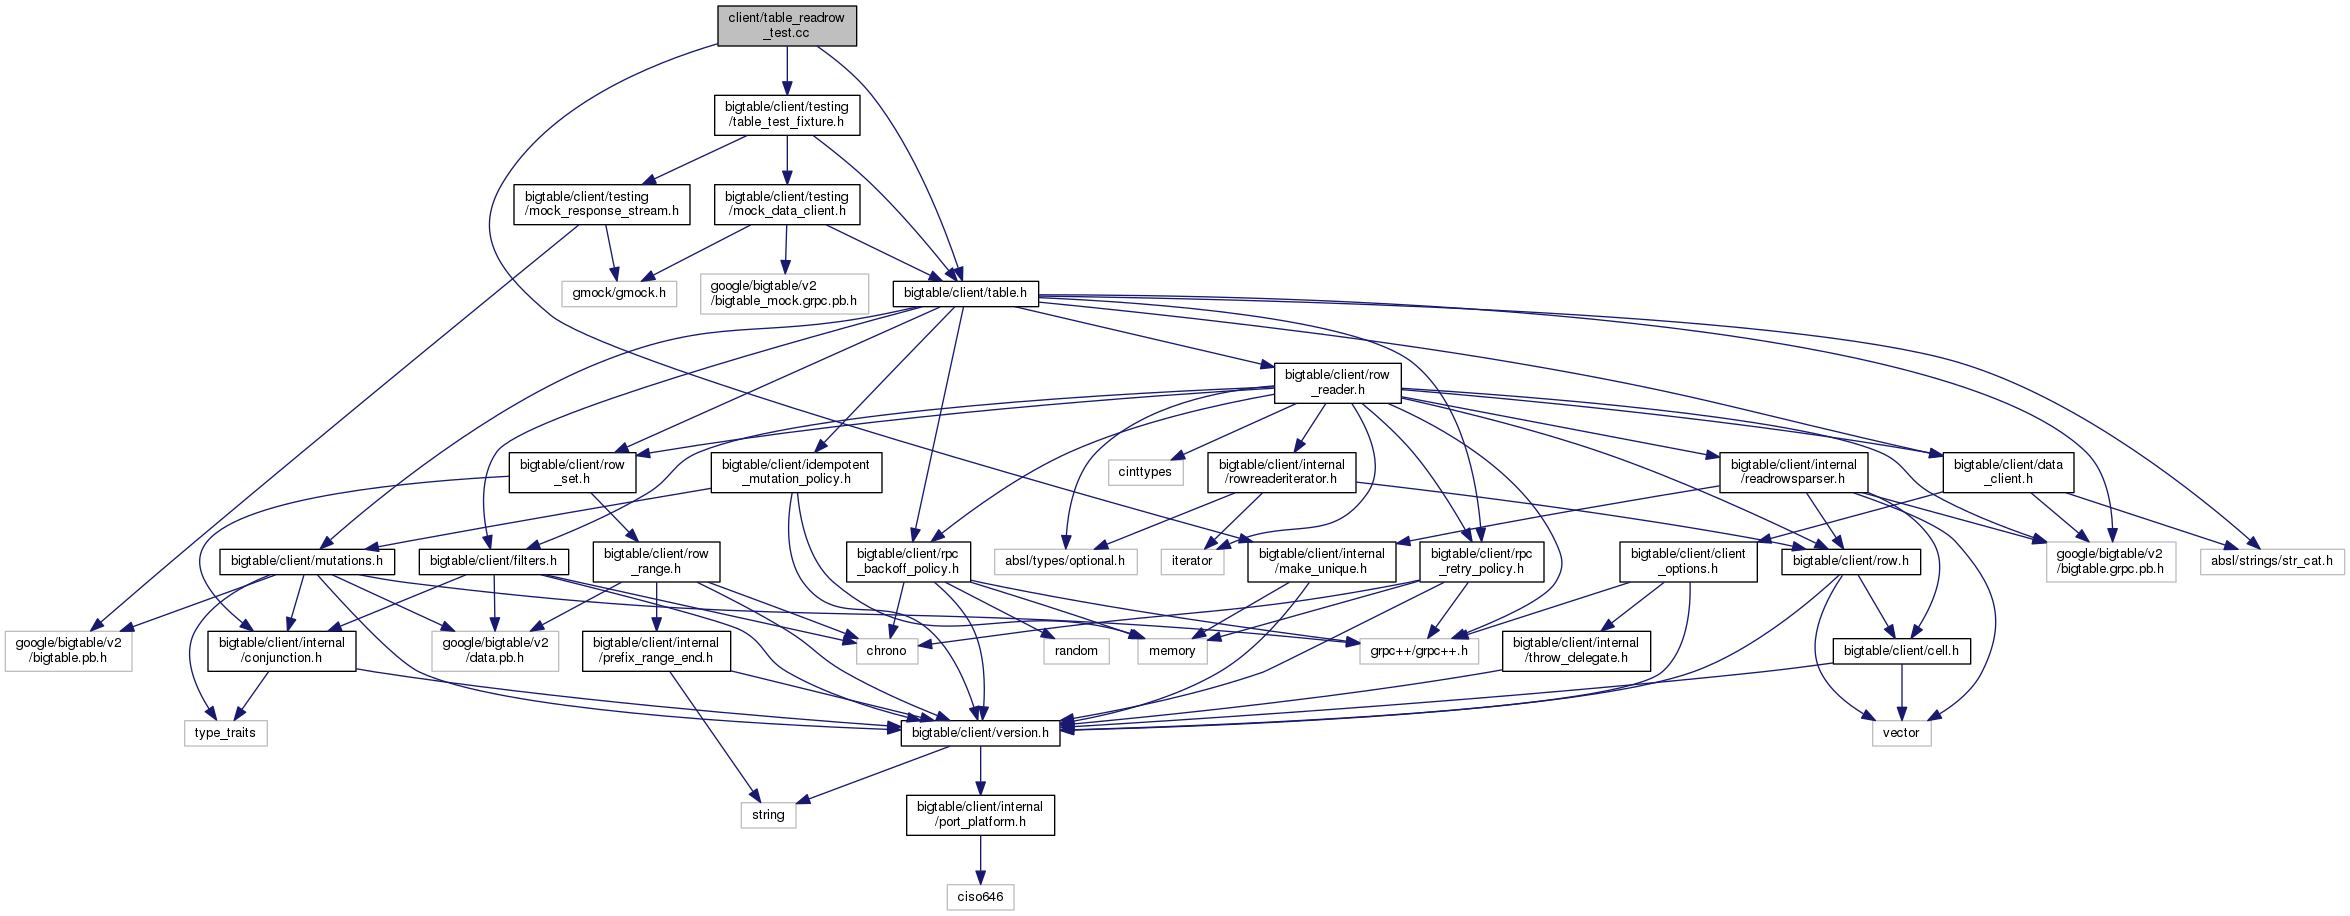 client/table_readrow
_test.cc
bigtable/client/testing
/table_test_fixture.h
bigtable/client/testing
/mock_response_stream.h
bigtable/client/testing
/mock_data_client.h
gmock/gmock.h
google/bigtable/v2
/bigtable_mock.grpc.pb.h
bigtable/client/table.h
bigtable/client/row
_reader.h
bigtable/client/row
_set.h
bigtable/client/idempotent
_mutation_policy.h
cinttypes
bigtable/client/internal
/rowreaderiterator.h
bigtable/client/internal
/readrowsparser.h
bigtable/client/data
_client.h
bigtable/client/mutations.h
bigtable/client/filters.h
bigtable/client/row
_range.h
bigtable/client/rpc
_backoff_policy.h
absl/types/optional.h
iterator
bigtable/client/internal
/make_unique.h
bigtable/client/rpc
_retry_policy.h
bigtable/client/client
_options.h
bigtable/client/row.h
google/bigtable/v2
/bigtable.grpc.pb.h
absl/strings/str_cat.h
google/bigtable/v2
/bigtable.pb.h
bigtable/client/internal
/conjunction.h
google/bigtable/v2
/data.pb.h
bigtable/client/internal
/prefix_range_end.h
chrono
random
memory
grpc++/grpc++.h
bigtable/client/internal
/throw_delegate.h
bigtable/client/cell.h
type_traits
bigtable/client/version.h
vector
string
bigtable/client/internal
/port_platform.h
ciso646